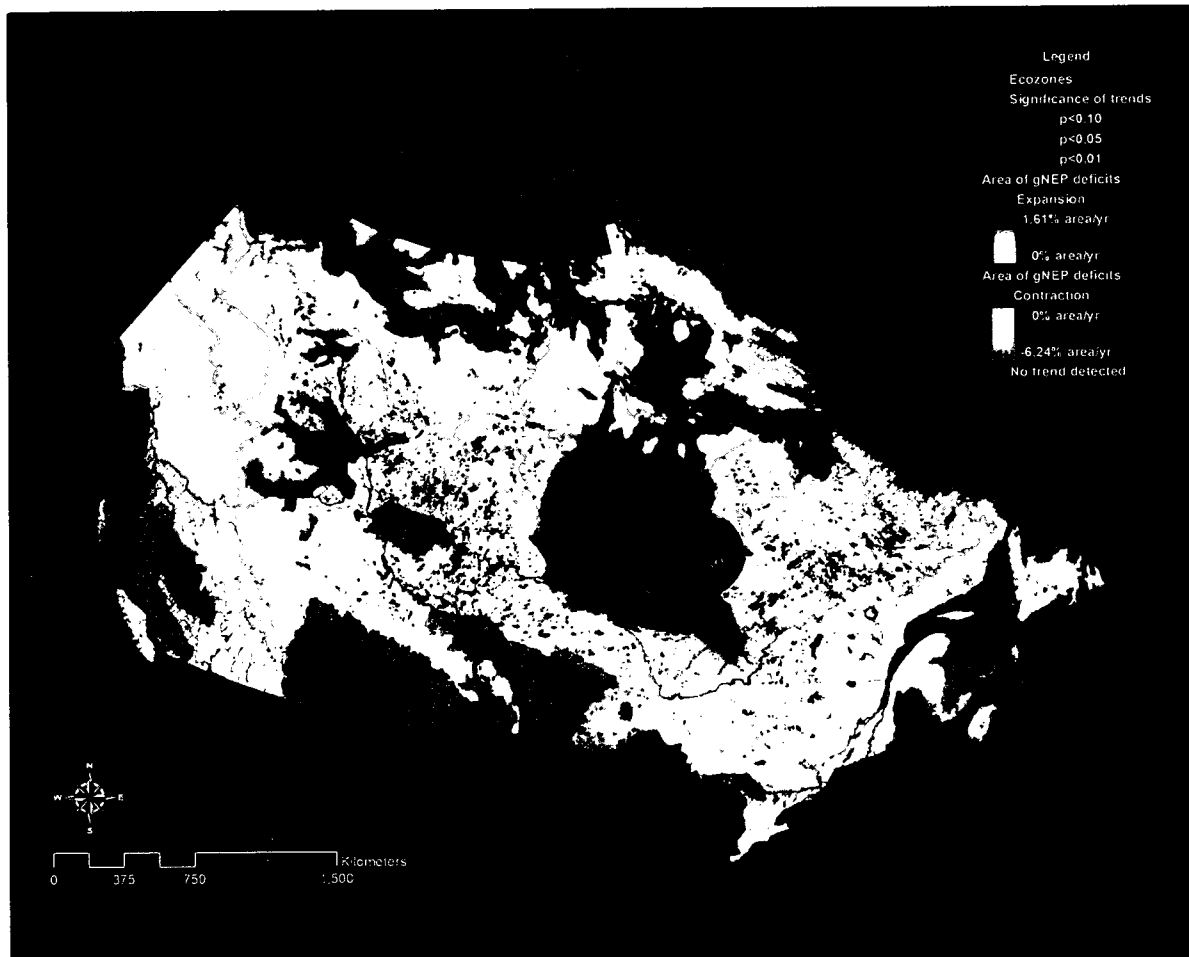 Legend
Ecozones
Significance of trends
p<0.10
p<0.05
p<0.01
Area of gNEP deficits
Expansion
1.61% area/yr
0% area/yr
Area of gNEP deficits
Contraction
0% area/yr
-6.24% area/yr
No trend detected
N
W E
S
Kilometers
0 375 750 1,500